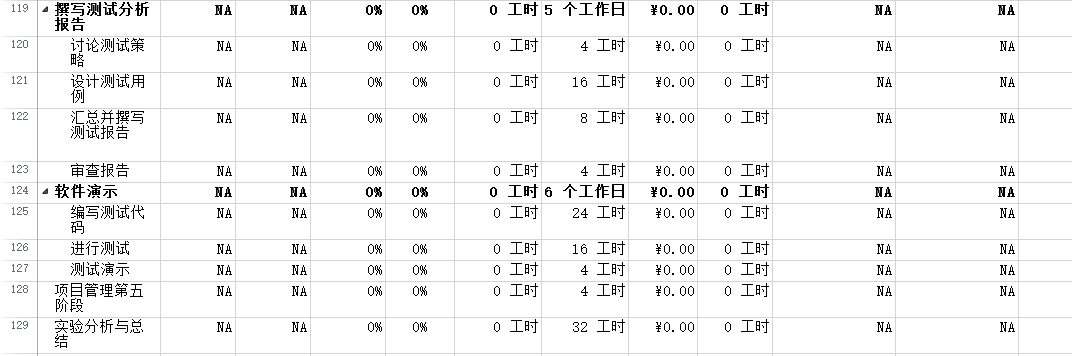 119 撰写测试分析 NA NA 0% 0% 0 工时 5 个工作日 ¥0.00 0 工时 NA NA
报告
120 讨论测试策 NA NA 0% 0% 0 工时 4 工时 ¥0.00 0 工时 NA NA
略
121 设计测试用 NA NA 0% 0% 0 工时 16 工时 ¥0.00 0 工时 NA NA
例
122 汇总并撰写 NA NA 0% 0% 0 工时 8 工时 ¥0.00 0 工时 NA NA
测试报告
123 审查报告 NA NA 0% 0% 0 工时 4 工时 ¥0.00 0 工时 NA NA
124 软件演示 NA NA 0% 0% 0 工时 6 个工作日 ¥0.00 0 工时 NA NA
125 编写测试代 NA NA 0% 0% 0 工时 24 工时 ¥0.00 0 工时 NA NA
码
126 进行测试 NA NA 0% 0% 0 工时 16 工时 ¥0.00 0 工时 NA NA
127 测试演示 NA NA 0% 0% 0 工时 4 工时 ¥0.00 0 工时 NA NA
128 项目管理第五 NA NA 0% 0% 0 工时 4 工时 ¥0.00 0 工时 NA NA
阶段
129 实验分析与总 NA NA 0% 0% 0 工时 32 工时 ¥0.00 0 工时 NA NA
结